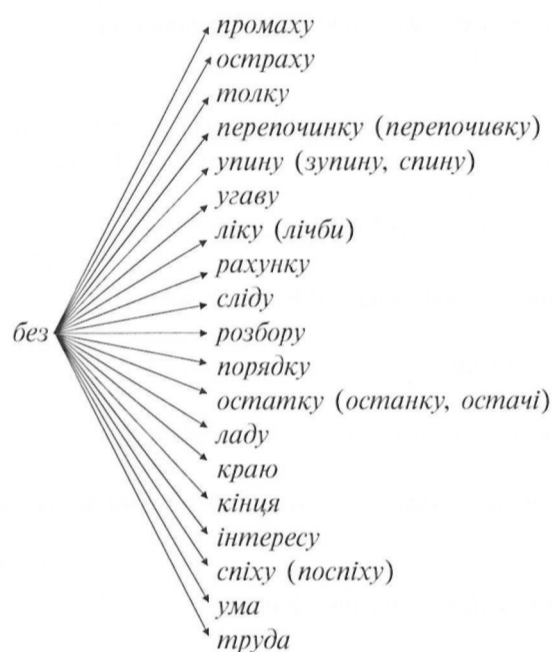 промаху
остраху
толку
перепочинку (перепочивку)
упину (зупину, спину)
угаву
ліку (лічби)
рахунку
сліду
без розбору
порядку
остатку (останку, остачі)
ладу
краю
кінця
інтересу
спіху (поспіху)
ума
труда